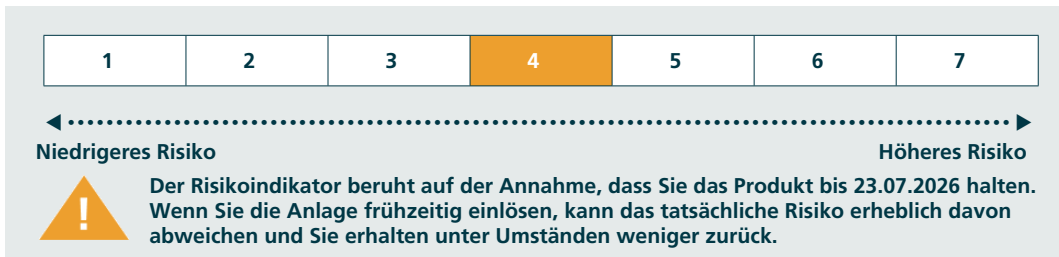 1 2 3 4 5 6 7
Niedrigeres Risiko Höheres Risiko
!
Der Risikoindikator beruht auf der Annahme, dass Sie das Produkt bis 23.07.2026 halten.
Wenn Sie die Anlage frühzeitig einlösen, kann das tatsächliche Risiko erheblich davon
abweichen und Sie erhalten unter Umständen weniger zurück.